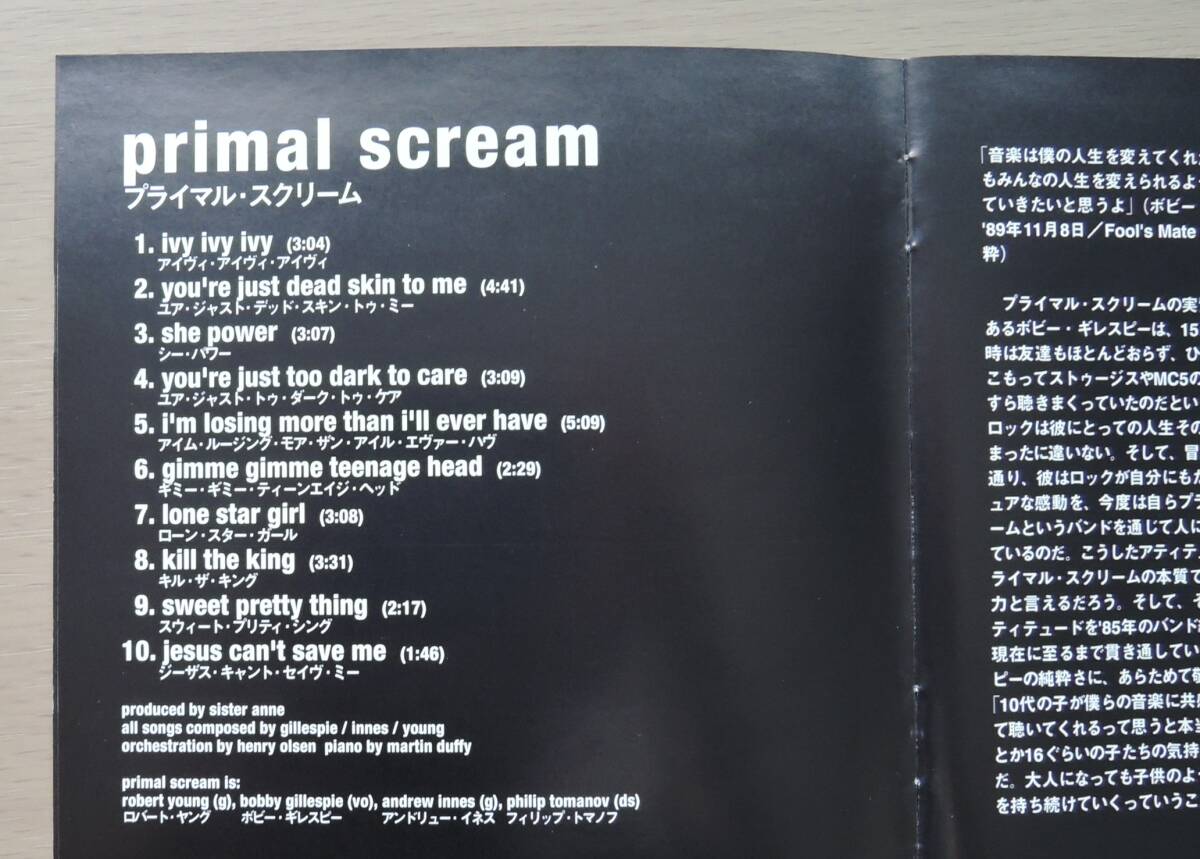 primal scream
プライマル・スクリーム
1. ivy ivy ivy (3:04)
アイヴィ・アイヴィ・アイヴィ
2. you're just dead skin to me (4:41)
ユア・ジャスト・デッド・スキン・トゥ・ミー
3. she power (3:07)
シー・パワー
4. you're just too dark to care (3:09)
ユア・ジャスト・トゥ・ダーク・トゥ・ケア
5. i'm losing more than i'll ever have (5:09)
アイム・ルージング・モア・ザン・アイル・エヴァー・ハヴ
6. gimme gimme teenage head (2:29)
ギミー・ギミー・ティーンエイジ・ヘッド
7. lone star girl (3:08)
ローン・スター・ガール
8. kill the king (3:31)
キル・ザ・キング
9. sweet pretty thing (2:17)
スウィート・プリティ・シング
10. jesus can't save me (1:46)
ジーザス・キャント・セイヴ・ミー
produced by sister anne
all songs composed by gillespie / innes / young
orchestration by henry olsen piano by martin duffy
primal scream is:
robert young (g), bobby gillespie (vo), andrew innes (g), philip tomanov (ds)
ロバート・ヤング ボビー・ギレスピー アンドリュー・イネス フィリップ・トマノフ
「音楽は僕の人生を変えてくれ
もみんなの人生を変えられるよ
ていきたいと思うよ」(ボビー・
'89年11月8日／Fool's Mate
粋)
プライマル・スクリームの実
あるボビー・ギレスピーは、15
時は友達もほとんどおらず、ひ
こもってストゥージスやMC5の
すら聴きまくっていたのだとい
ロックは彼にとっての人生その
まったに違いない。そして、冒
通り、彼はロックが自分にもた
ュアな感動を、今度は自らプラ
ームというバンドを通じて人に
ているのだ。こうしたアティテ
ライマル・スクリームの本質で
力と言えるだろう。そして、そ
ティテュードを'85年のバンド
現在に至るまで貫き通してい
ピーの純粋さに、あらためて
「10代の子が僕らの音楽に共
て聴いてくれるって思うと本
とか16ぐらいの子たちの気持
だ。大人になっても子供のよ
を持ち続けていくっていうこ